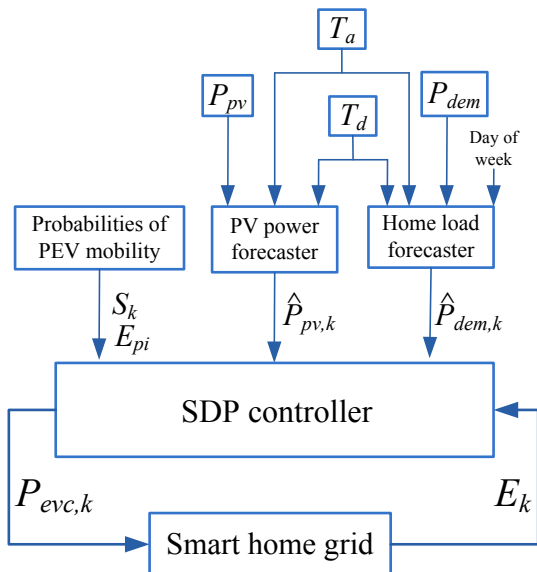 T_a
P_pv
T_d
P_dem
Day of
week
Probabilities of
PEV mobility
PV power
forecaster
Home load
forecaster
S_k
E_pi
P̂_pv,k
P̂_dem,k
SDP controller
P_evc,k
E_k
Smart home grid